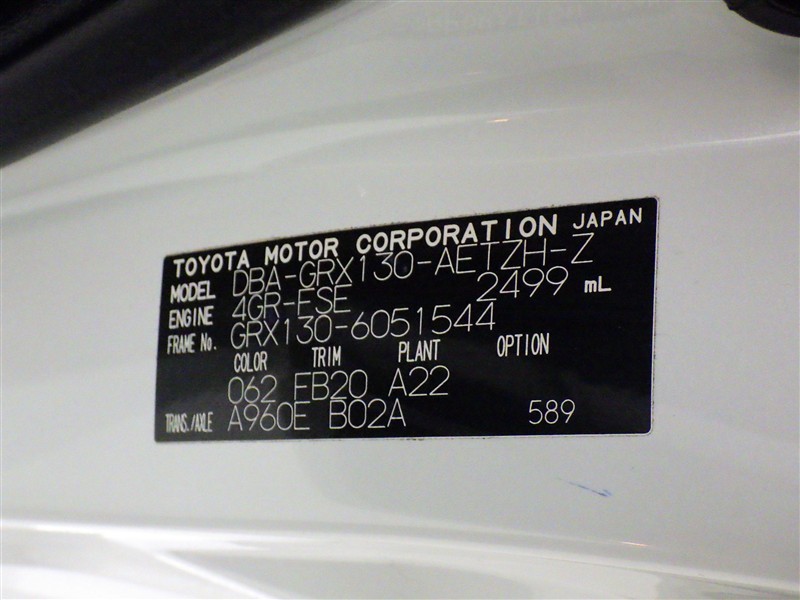 TOYOTA MOTOR CORPORATION JAPAN
MODEL DBA-GRX130-AETZH-Z
ENGINE 4GR-FSE 2499 mL
FRAME No. GRX130-6051544
COLOR TRIM PLANT OPTION
062 FB20 A22
TRANS./AXLE A960E B02A 589